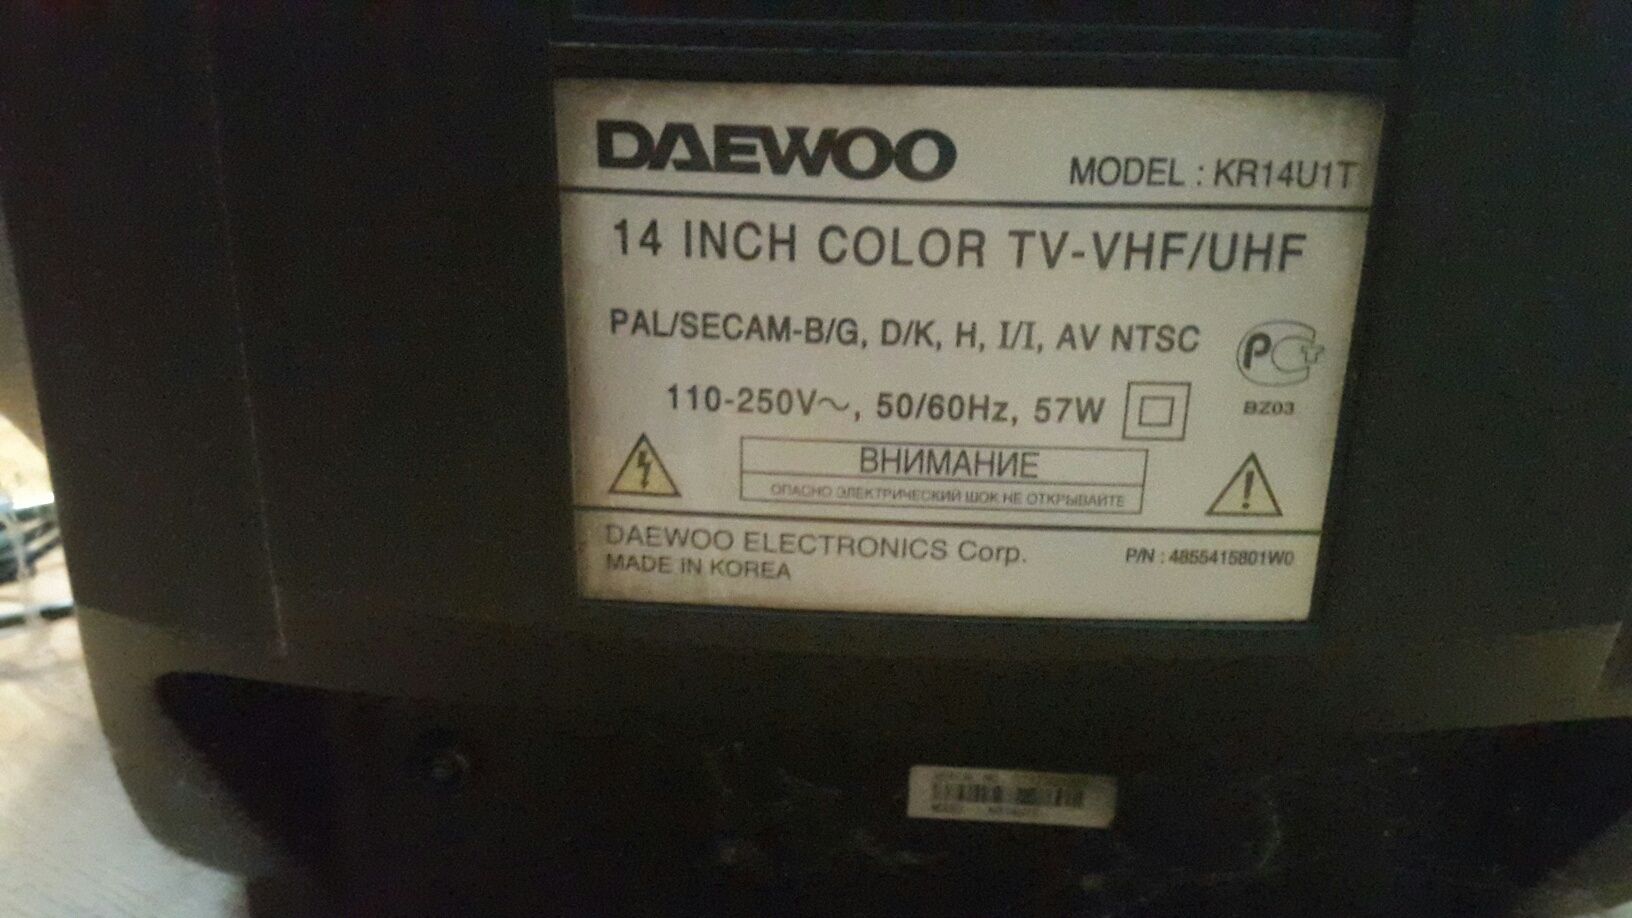 DAEWOO MODEL : KR14U1T
14 INCH COLOR TV-VHF/UHF
PAL/SECAM-B/G, D/K, H, I/I, AV NTSC
110-250V~, 50/60Hz, 57W
BZ03
ВНИМАНИЕ
ОПАСНО ЭЛЕКТРИЧЕСКИЙ ШОК НЕ ОТКРЫВАЙТЕ
DAEWOO ELECTRONICS Corp. P/N : 4855415801W0
MADE IN KOREA